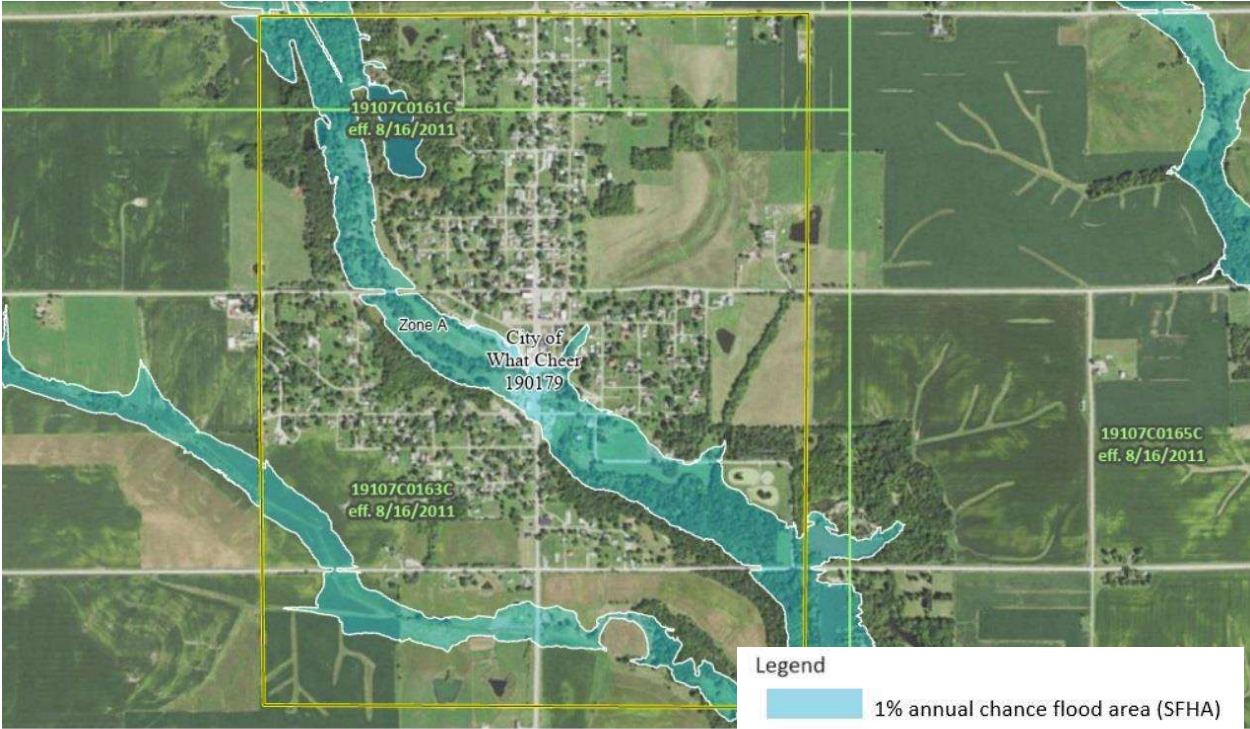 19107C0161C
eff. 8/16/2011
Zone A
City of
What Cheer
190179
19107C0163C
eff. 8/16/2011
19107C0165C
eff. 8/16/2011
Legend
1% annual chance flood area (SFHA)